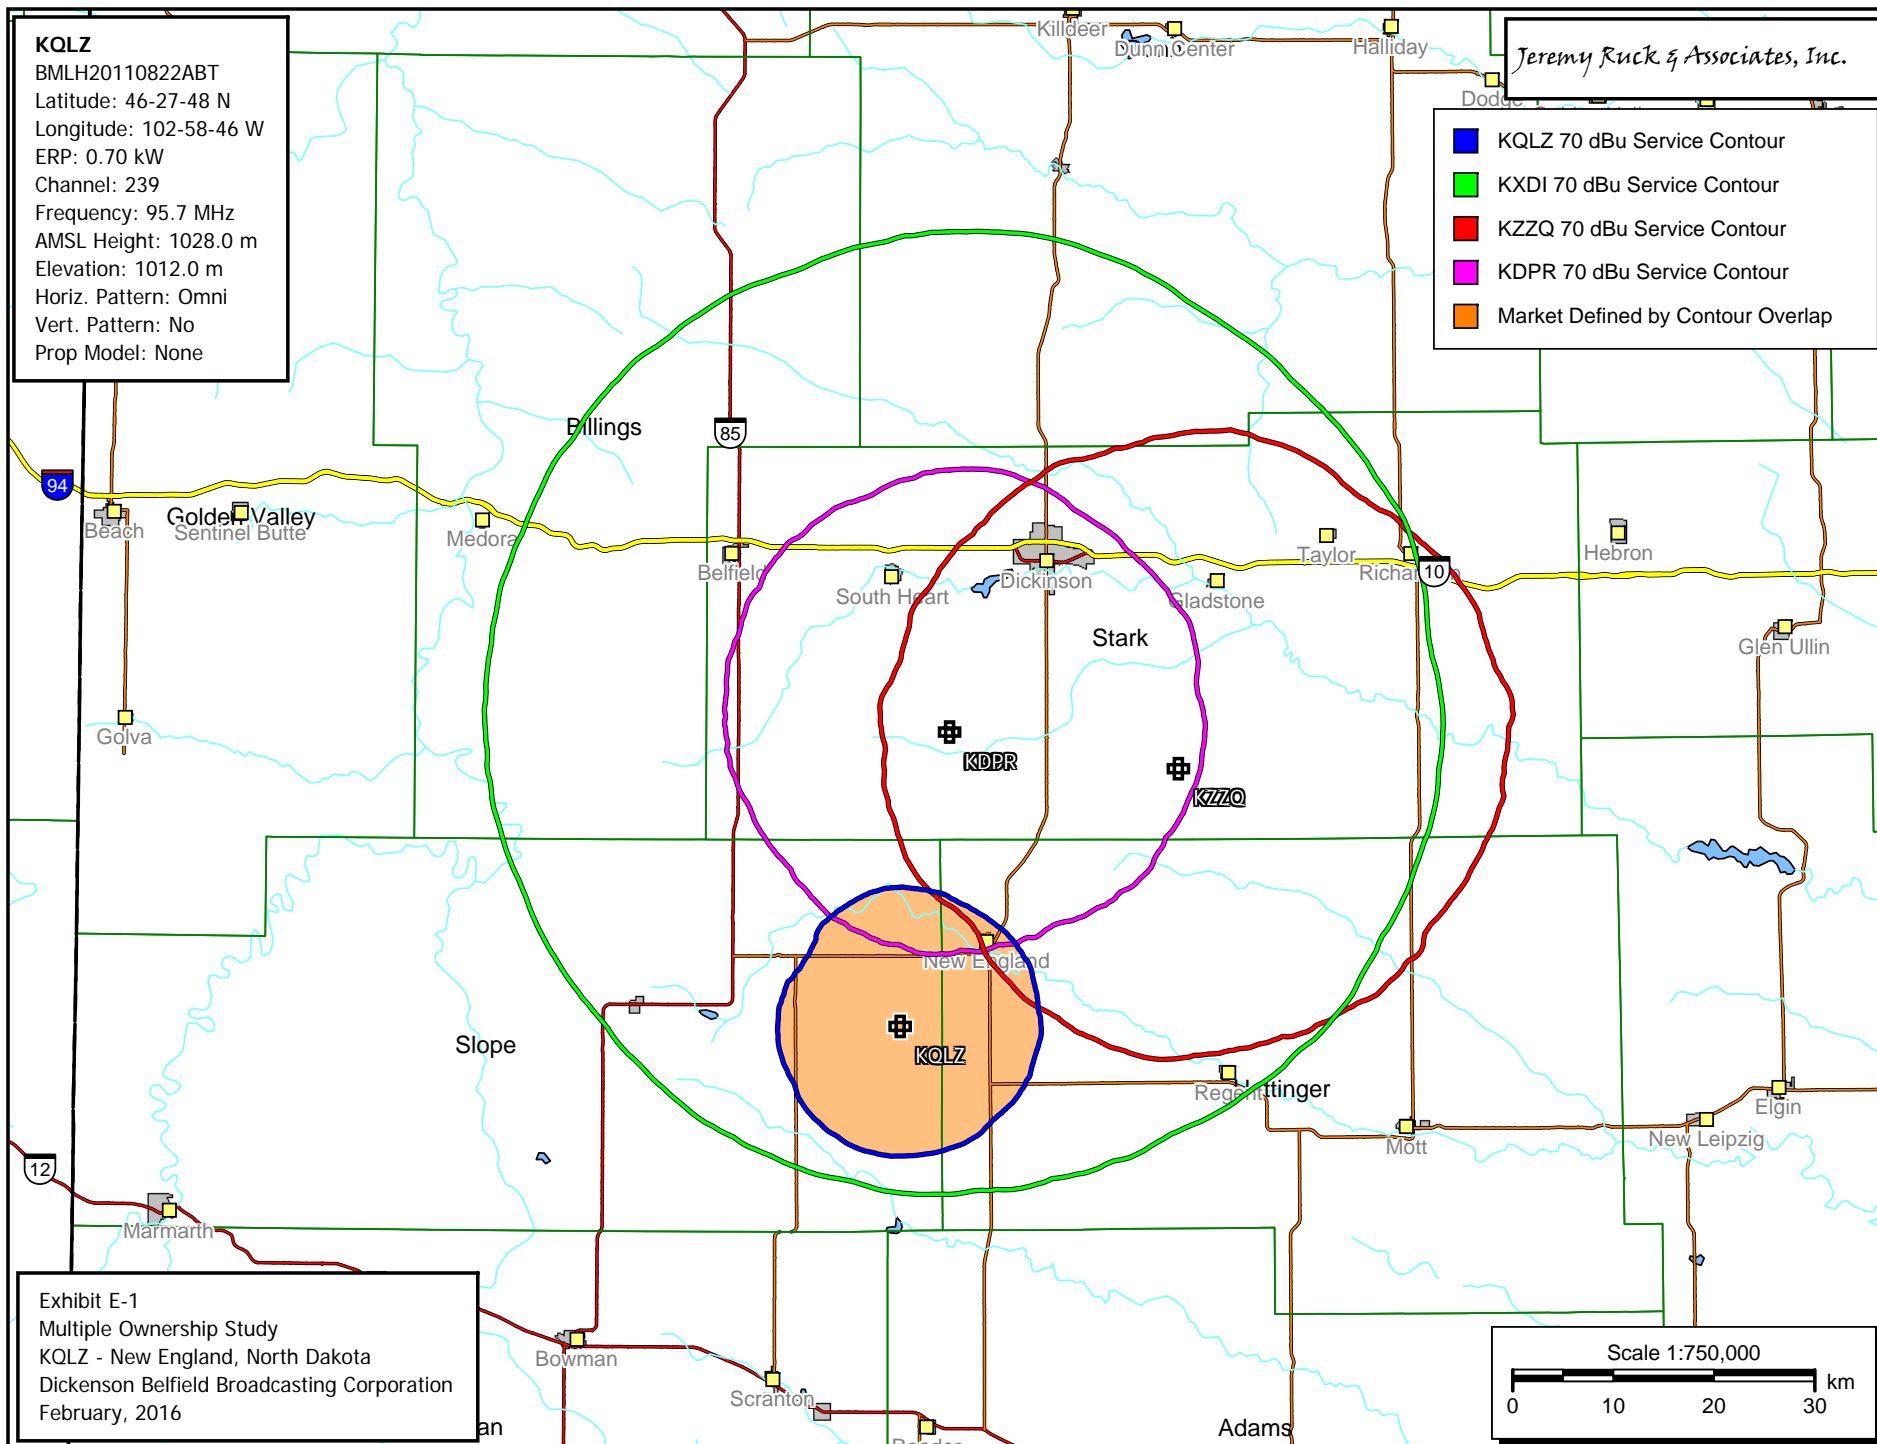 KQLZ
BMLH20110822ABT
Latitude: 46-27-48 N
Longitude: 102-58-46 W
ERP: 0.70 kW
Channel: 239
Frequency: 95.7 MHz
AMSL Height: 1028.0 m
Elevation: 1012.0 m
Horiz. Pattern: Omni
Vert. Pattern: No
Prop Model: None
Jeremy Ruck & Associates, Inc.
KQLZ 70 dBu Service Contour
KXDI 70 dBu Service Contour
KZZQ 70 dBu Service Contour
KDPR 70 dBu Service Contour
Market Defined by Contour Overlap
Killdeer
Dunn Center
Halliday
Dodge
Billings
85
94
Beach
Golden Valley
Sentinel Butte
Medora
Belfield
South Heart
Dickinson
Gladstone
Taylor
10
Hebron
Stark
Glen Ullin
Golva
KDPR
KZZQ
New England
Slope
KQLZ
Regent
Mott
Elgin
New Leipzig
12
Marmarth
Bowman
Scranton
Adams
Exhibit E-1
Multiple Ownership Study
KQLZ - New England, North Dakota
Dickenson Belfield Broadcasting Corporation
February, 2016
Scale 1:750,000
km
0 10 20 30